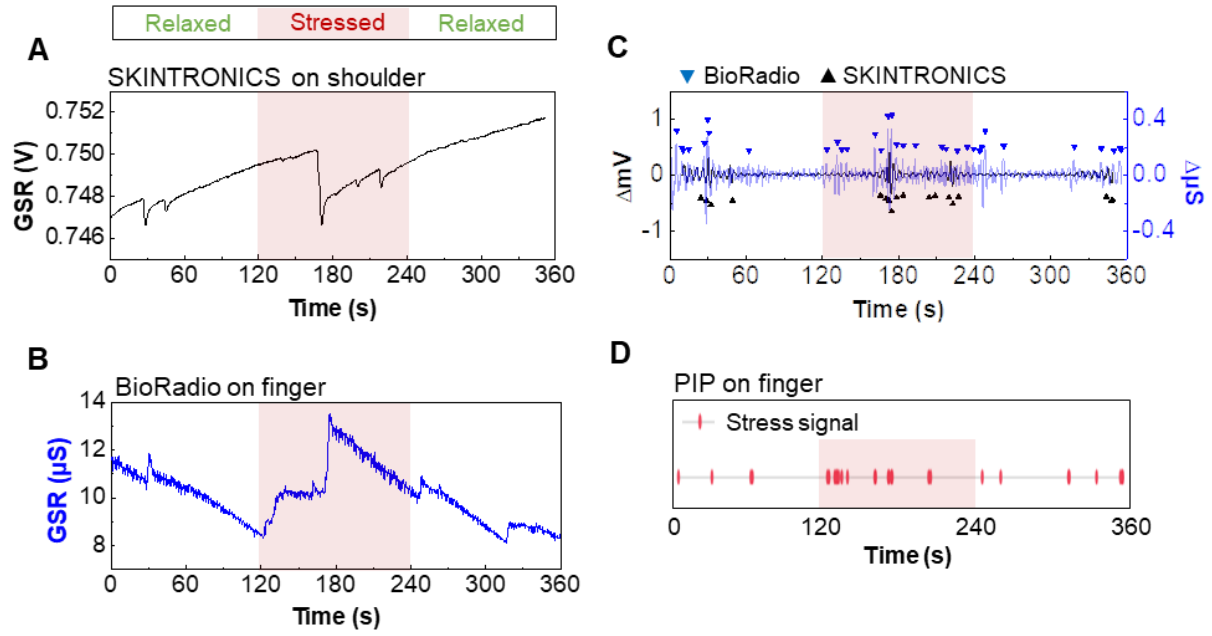 Relaxed Stressed Relaxed
A
SKINTRONICS on shoulder
GSR (V)
0.752
0.750
0.748
0.746
0 60 120 180 240 300 360
Time (s)
B
BioRadio on finger
GSR (µS)
14
12
10
8
0 60 120 180 240 300 360
Time (s)
C
BioRadio SKINTRONICS
ΔmV
1
0
-1
0.4
0.0
-0.4
ΔµS
0 60 120 180 240 300 360
Time (s)
D
PIP on finger
Stress signal
0 120 240 360
Time (s)